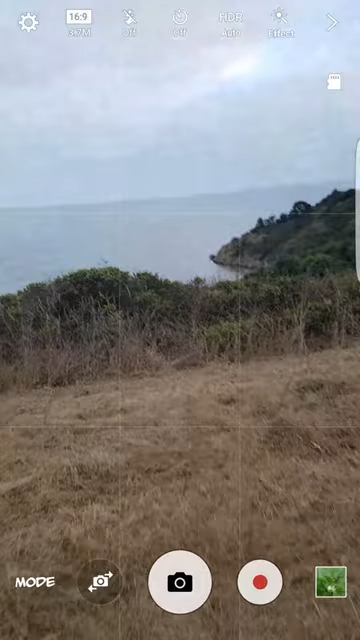 16:9
3.7M
Off
Off
HDR
Auto
Effect
MODE